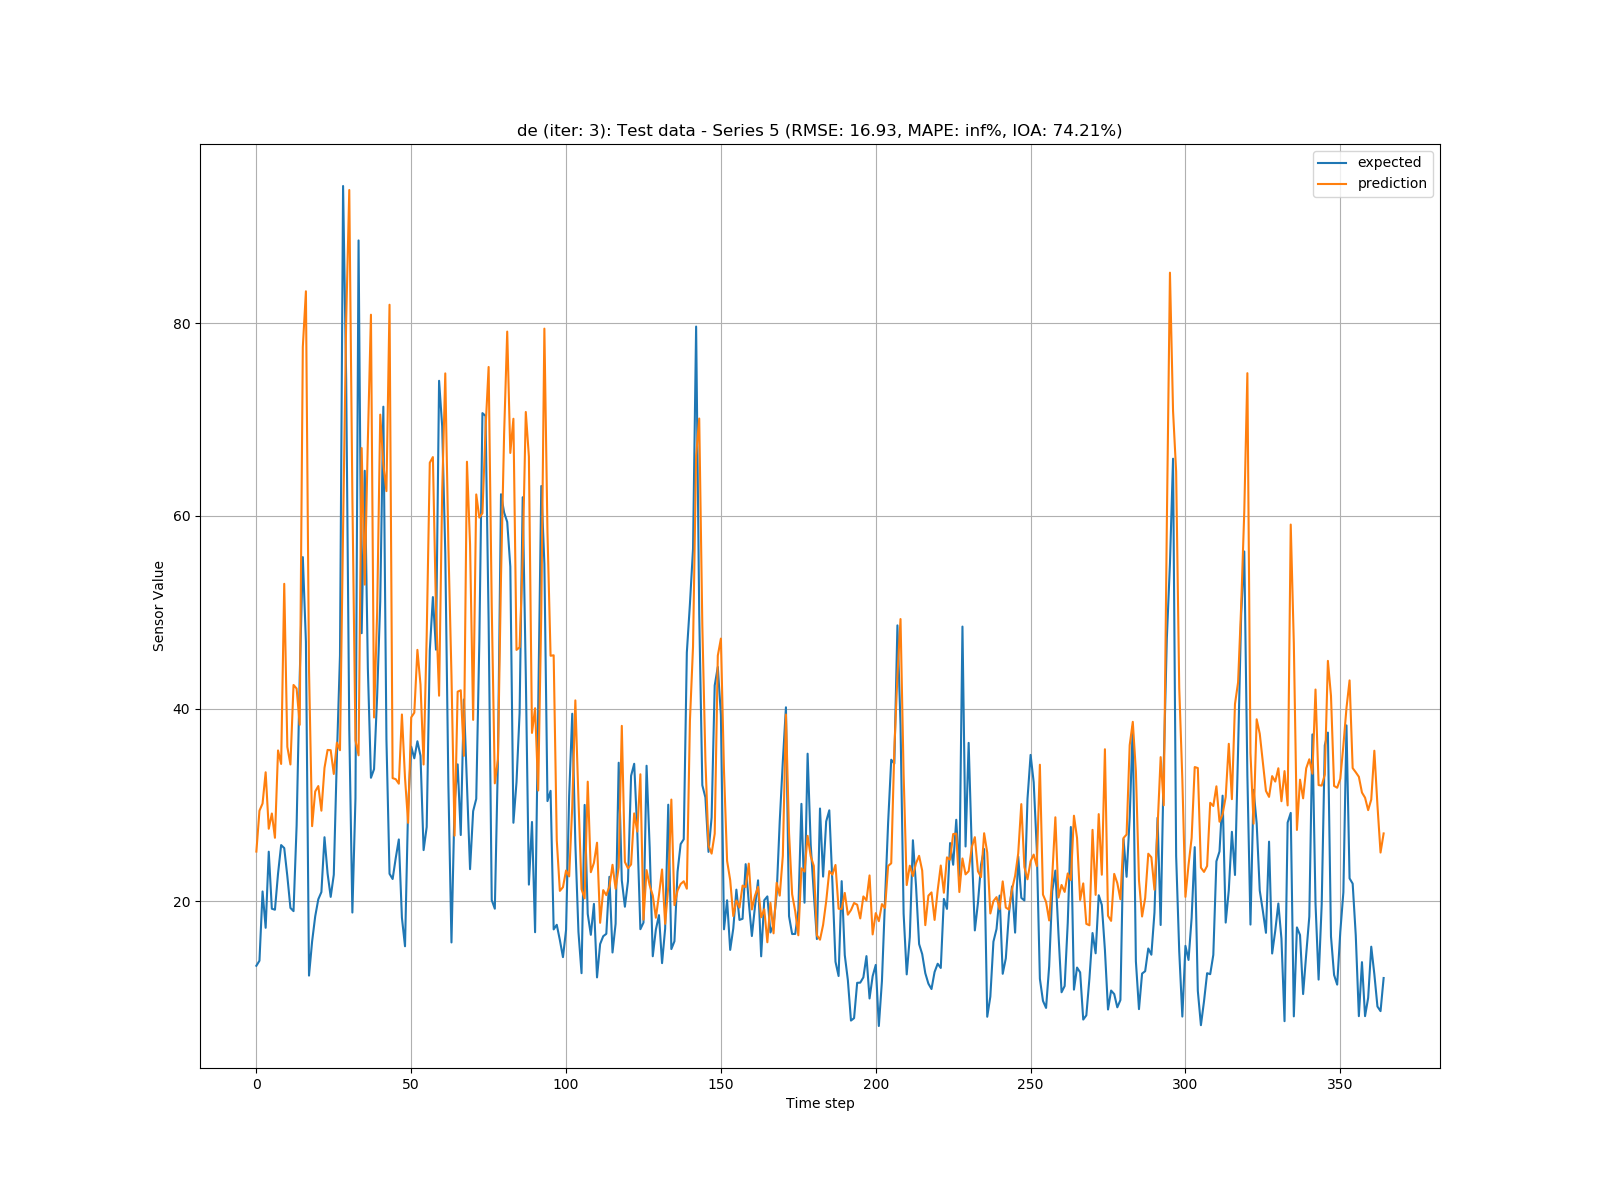 de (iter: 3): Test data - Series 5 (RMSE: 16.93, MAPE: inf%, IOA: 74.21%)
expected
prediction
80
60
40
20
Sensor Value
0 50 100 150 200 250 300 350
Time step